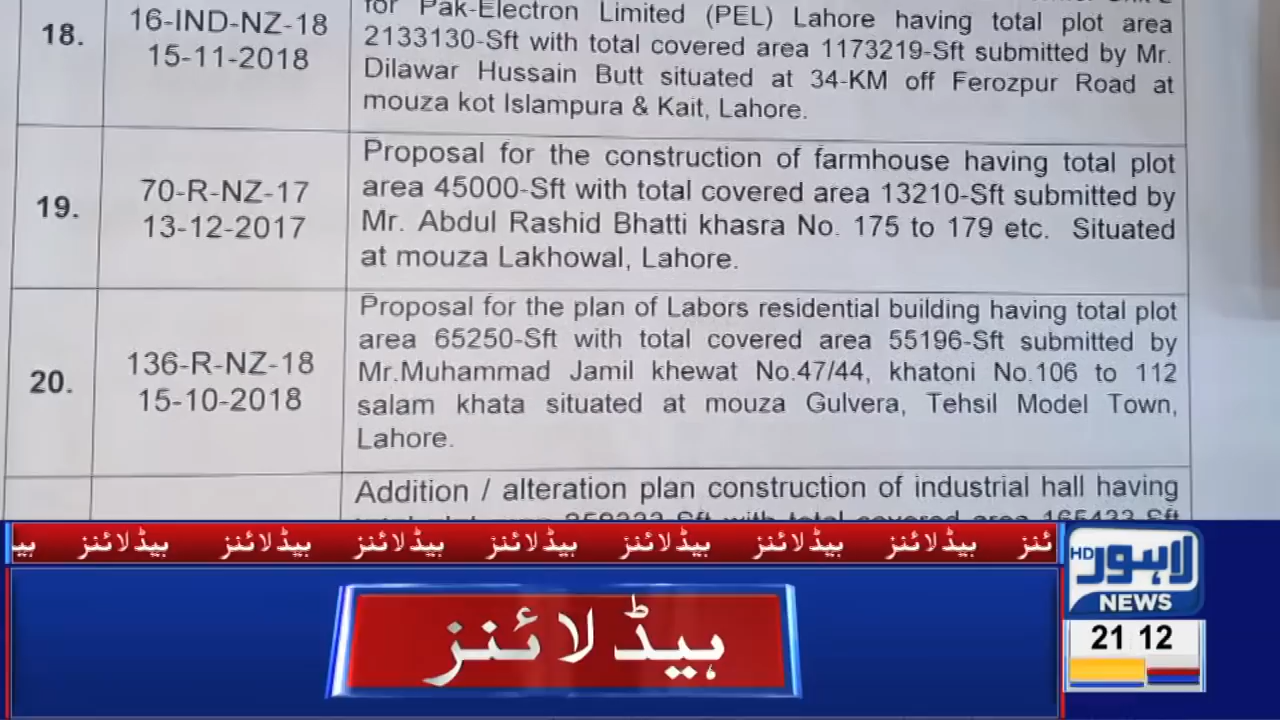 18.
16-IND-NZ-18
15-11-2018
for Pak-Electron Limited (PEL) Lahore having total plot area
2133130-Sft with total covered area 1173219-Sft submitted by Mr.
Dilawar Hussain Butt situated at 34-KM off Ferozpur Road at
mouza kot Islampura & Kait, Lahore.
19.
70-R-NZ-17
13-12-2017
Proposal for the construction of farmhouse having total plot
area 45000-Sft with total covered area 13210-Sft submitted by
Mr. Abdul Rashid Bhatti khasra No. 175 to 179 etc. Situated
at mouza Lakhowal, Lahore.
20.
136-R-NZ-18
15-10-2018
Proposal for the plan of Labors residential building having total plot
area 65250-Sft with total covered area 55196-Sft submitted by
Mr.Muhammad Jamil khewat No.47/44, khatoni No.106 to 112
salam khata situated at mouza Gulvera, Tehsil Model Town,
Lahore.
Addition / alteration plan construction of industrial hall having
ہیڈلائنز ہیڈلائنز ہیڈلائنز ہیڈلائنز ہیڈلائنز ہیڈلائنز ہیڈلائنز
ہیڈلائنز
لاہور HD
NEWS
21 12